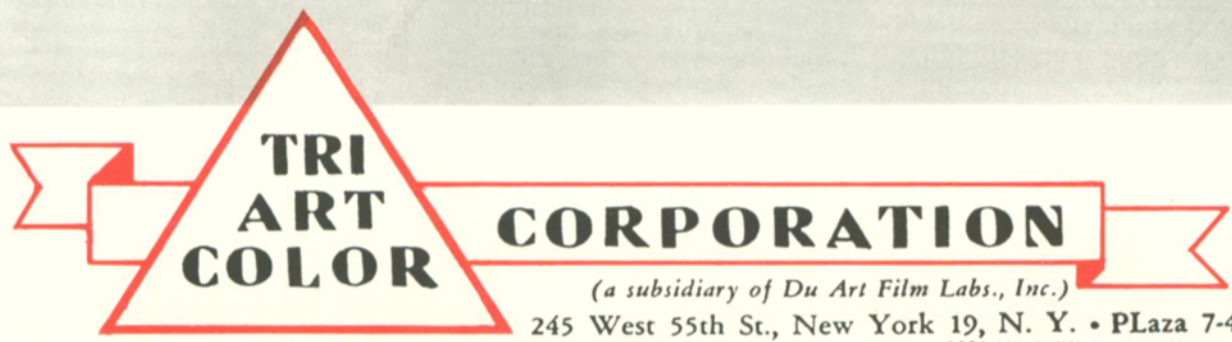 TRI
ART
COLOR
CORPORATION
(a subsidiary of Du Art Film Labs., Inc.)
245 West 55th St., New York 19, N. Y. • PLaza 7-4